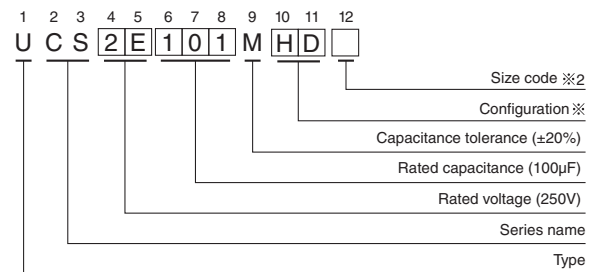 1 2 3 4 5 6 7 8 9 10 11 12
U C S 2 E 1 0 1 M H D
Size code ※2
Configuration ※
Capacitance tolerance (±20%)
Rated capacitance (100µF)
Rated voltage (250V)
Series name
Type